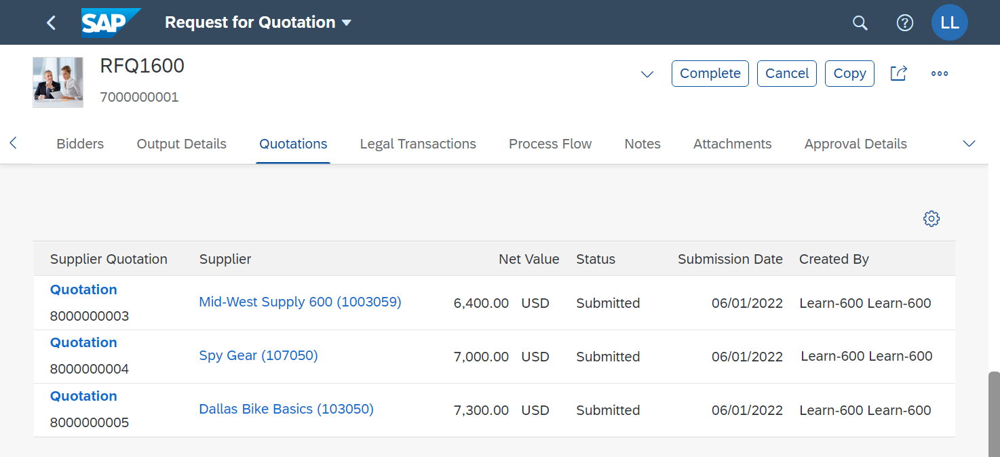 SAP Request for Quotation LL
RFQ1600
7000000001
Complete Cancel Copy
Bidders Output Details Quotations Legal Transactions Process Flow Notes Attachments Approval Details
Supplier Quotation Supplier Net Value Status Submission Date Created By
Quotation
8000000003 Mid-West Supply 600 (1003059) 6,400.00 USD Submitted 06/01/2022 Learn-600 Learn-600
Quotation
8000000004 Spy Gear (107050) 7,000.00 USD Submitted 06/01/2022 Learn-600 Learn-600
Quotation
8000000005 Dallas Bike Basics (103050) 7,300.00 USD Submitted 06/01/2022 Learn-600 Learn-600